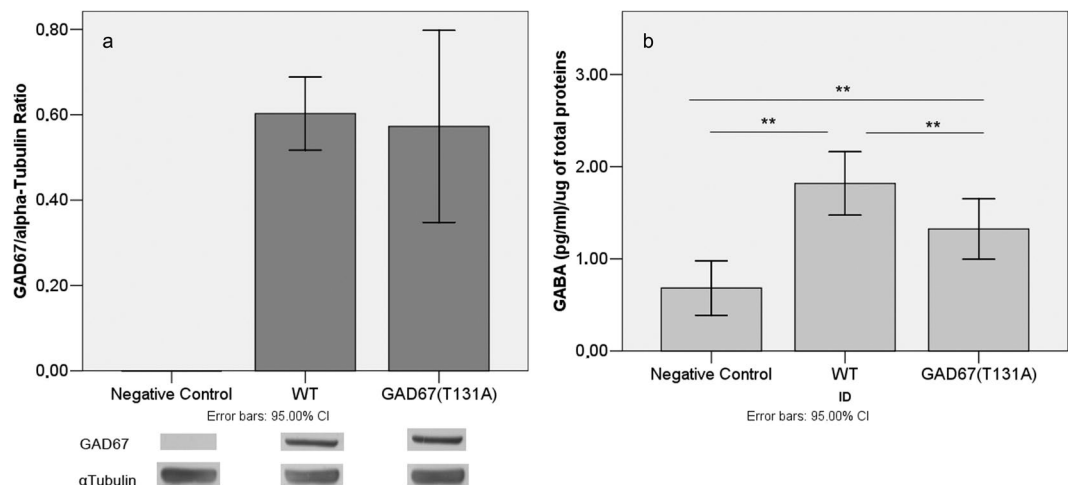 a
0.80
0.60
0.40
0.20
0.00
GAD67/alpha-Tubulin Ratio
Negative Control WT GAD67(T131A)
Error bars: 95.00% CI
GAD67
αTubulin
b
3.00
2.00
1.00
0.00
GABA (pg/ml)/ug of total proteins
**
** **
Negative Control WT GAD67(T131A)
ID
Error bars: 95.00% CI